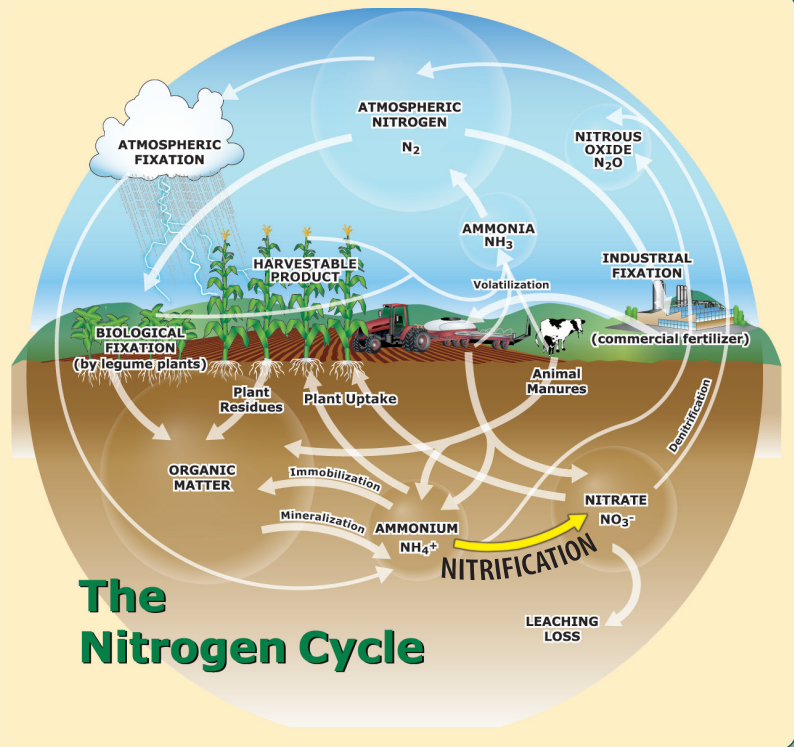 ATMOSPHERIC
NITROGEN
N₂
ATMOSPHERIC
FIXATION
NITROUS
OXIDE
N₂O
AMMONIA
NH₃
HARVESTABLE
PRODUCT
INDUSTRIAL
FIXATION
Volatilization
BIOLOGICAL
FIXATION
(by legume plants)
(commercial fertilizer)
Plant
Residues
Plant Uptake
Animal
Manures
Denitrification
ORGANIC
MATTER
Immobilization
Mineralization
AMMONIUM
NH₄⁺
NITRATE
NO₃⁻
NITRIFICATION
LEACHING
LOSS
The
Nitrogen Cycle